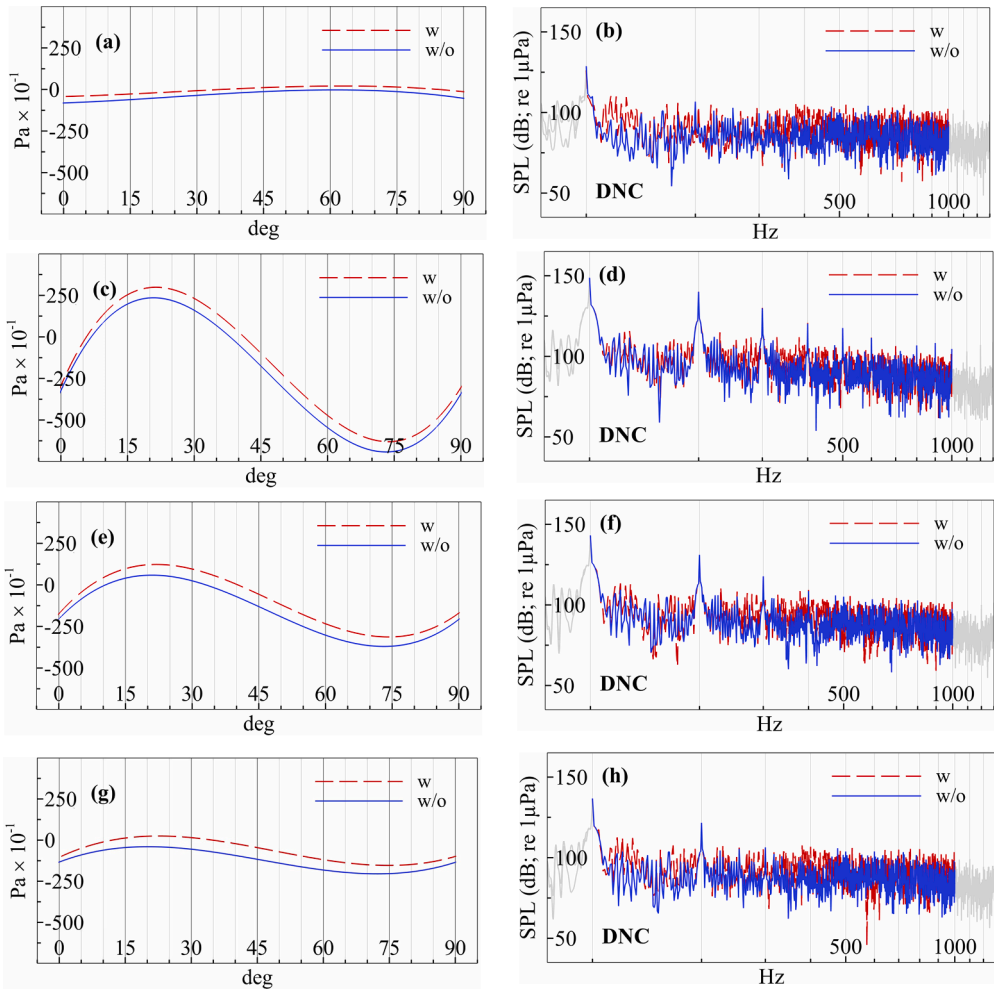 (a)
w
w/o
250
0
-250
-500
Pa × 10⁻¹
0 15 30 45 60 75 90
deg
(b)
w
w/o
150
100
50
SPL (dB; re 1μPa)
DNC
500 1000
Hz
(c)
w
w/o
250
0
-250
-500
Pa × 10⁻¹
0 15 30 45 60 75 90
deg
(d)
w
w/o
150
100
50
SPL (dB; re 1μPa)
DNC
500 1000
Hz
(e)
w
w/o
250
0
-250
-500
Pa × 10⁻¹
0 15 30 45 60 75 90
deg
(f)
w
w/o
150
100
50
SPL (dB; re 1μPa)
DNC
500 1000
Hz
(g)
w
w/o
250
0
-250
-500
Pa × 10⁻¹
0 15 30 45 60 75 90
deg
(h)
w
w/o
150
100
50
SPL (dB; re 1μPa)
DNC
500 1000
Hz